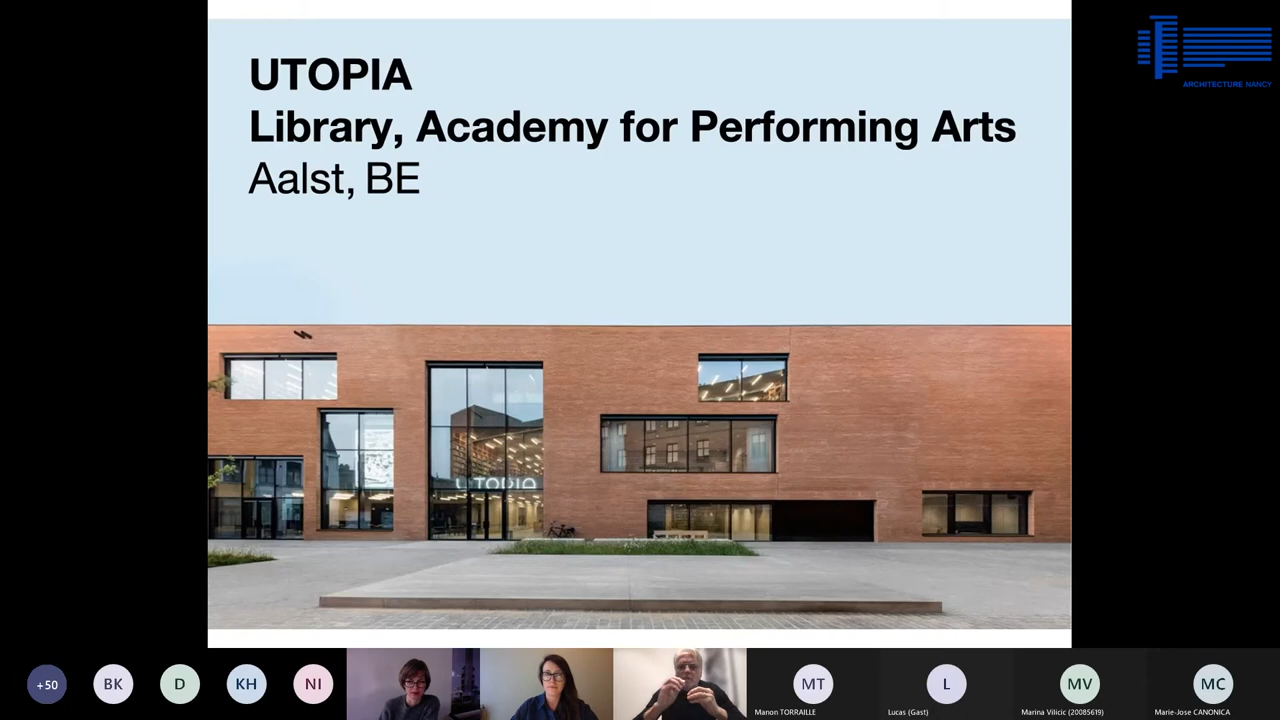 UTOPIA
Library, Academy for Performing Arts
Aalst, BE
ARCHITECTURE NANCY
UTOPIA
+50
BK
D
KH
NI
MT
L
MV
MC
Manon TORRAILLE
Lucas (Gast)
Marina Vilicic (20085619)
Marie-Jose CANONICA